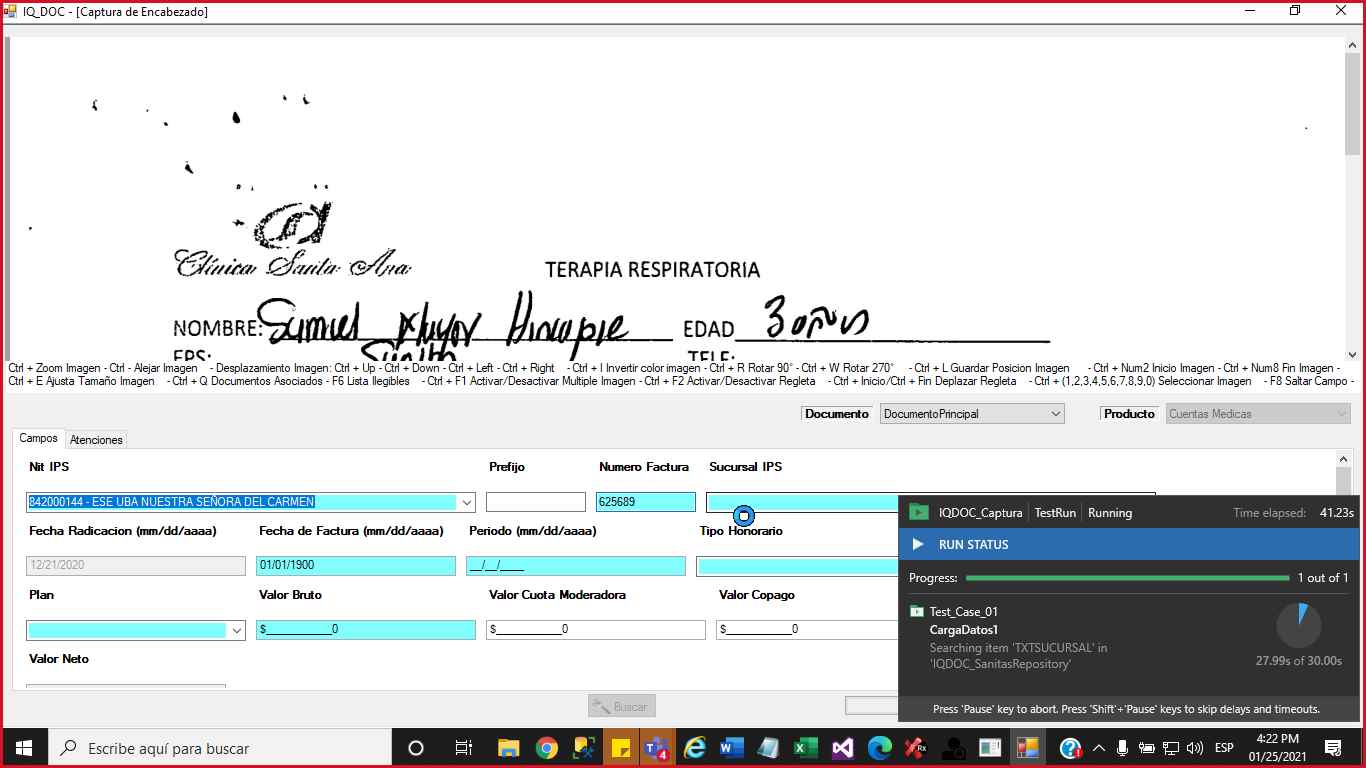 IQ_DOC - [Captura de Encabezado]
Clínica Santa Ana
TERAPIA RESPIRATORIA
NOMBRE: Samuel Hincapie EDAD 3 años
EPS: TELE:
Ctrl + Zoom Imagen - Ctrl - Alejar Imagen - Desplazamiento Imagen: Ctrl + Up - Ctrl + Down - Ctrl + Left - Ctrl + Right - Ctrl + I Invertir color imagen - Ctrl + R Rotar 90° - Ctrl + W Rotar 270° - Ctrl + L Guardar Posicion Imagen - Ctrl + Num2 Inicio Imagen - Ctrl + Num8 Fin Imagen -
Ctrl + E Ajusta Tamaño Imagen - Ctrl + Q Documentos Asociados - F6 Lista Ilegibles - Ctrl + F1 Activar/Desactivar Multiple Imagen - Ctrl + F2 Activar/Desactivar Regleta - Ctrl + Inicio/Ctrl + Fin Deplazar Regleta - Ctrl + (1,2,3,4,5,6,7,8,9,0) Seleccionar Imagen - F8 Saltar Campo -
Documento DocumentoPrincipal Producto Cuentas Medicas
Campos Atenciones
Nit IPS Prefijo Numero Factura Sucursal IPS
842000144 - ESE UBA NUESTRA SEÑORA DEL CARMEN 625689
Fecha Radicacion (mm/dd/aaaa) Fecha de Factura (mm/dd/aaaa) Periodo (mm/dd/aaaa) Tipo Honorario
12/21/2020 01/01/1900 __/__/____
Plan Valor Bruto Valor Cuota Moderadora Valor Copago
$___________0 $___________0 $___________0
Valor Neto
Buscar
IQDOC_Captura TestRun Running Time elapsed: 41.23s
RUN STATUS
Progress: 1 out of 1
Test_Case_01
CargaDatos1
Searching item 'TXTSUCURSAL' in
'IQDOC_SanitasRepository'
27.99s of 30.00s
Press 'Pause' key to abort. Press 'Shift'+'Pause' keys to skip delays and timeouts.
Escribe aquí para buscar
4
ESP
4:22 PM
01/25/2021